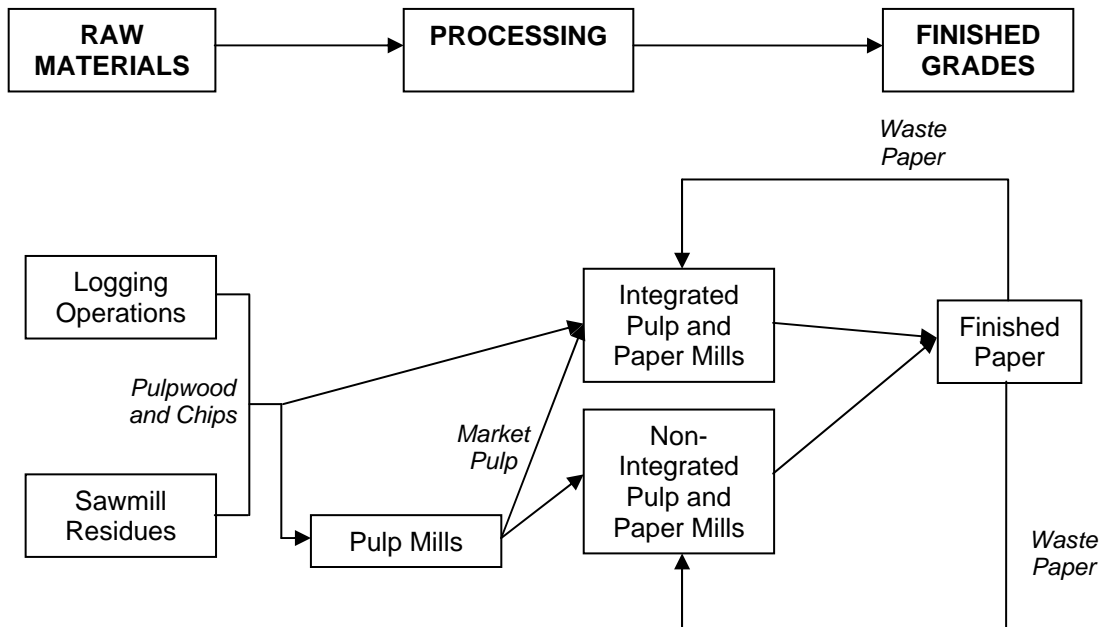 RAW
MATERIALS
PROCESSING
FINISHED
GRADES
Waste
Paper
Logging
Operations
Integrated
Pulp and
Paper Mills
Finished
Paper
Pulpwood
and Chips
Market
Pulp
Non-
Integrated
Pulp and
Paper Mills
Sawmill
Residues
Pulp Mills
Waste
Paper